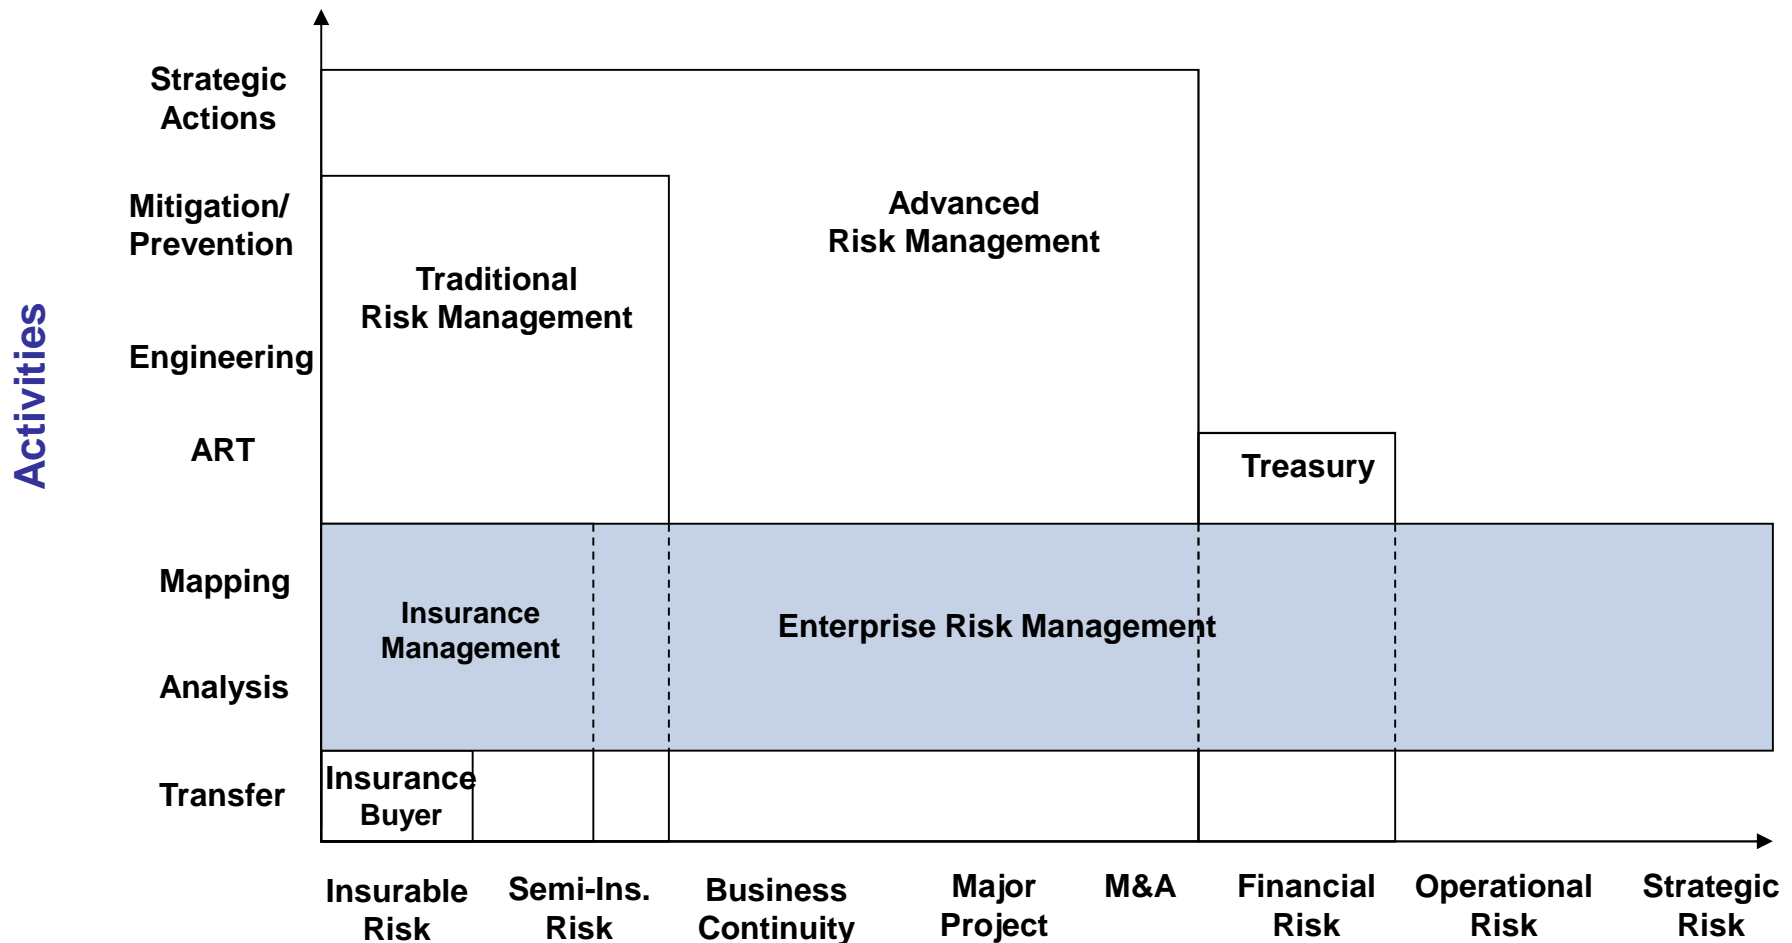 Activities
Strategic
Actions
Mitigation/
Prevention
Engineering
ART
Mapping
Analysis
Transfer
Advanced
Risk Management
Traditional
Risk Management
Treasury
Insurance
Management
Enterprise Risk Management
Insurance
Buyer
Insurable
Risk
Semi-Ins.
Risk
Business
Continuity
Major
Project
M&A
Financial
Risk
Operational
Risk
Strategic
Risk